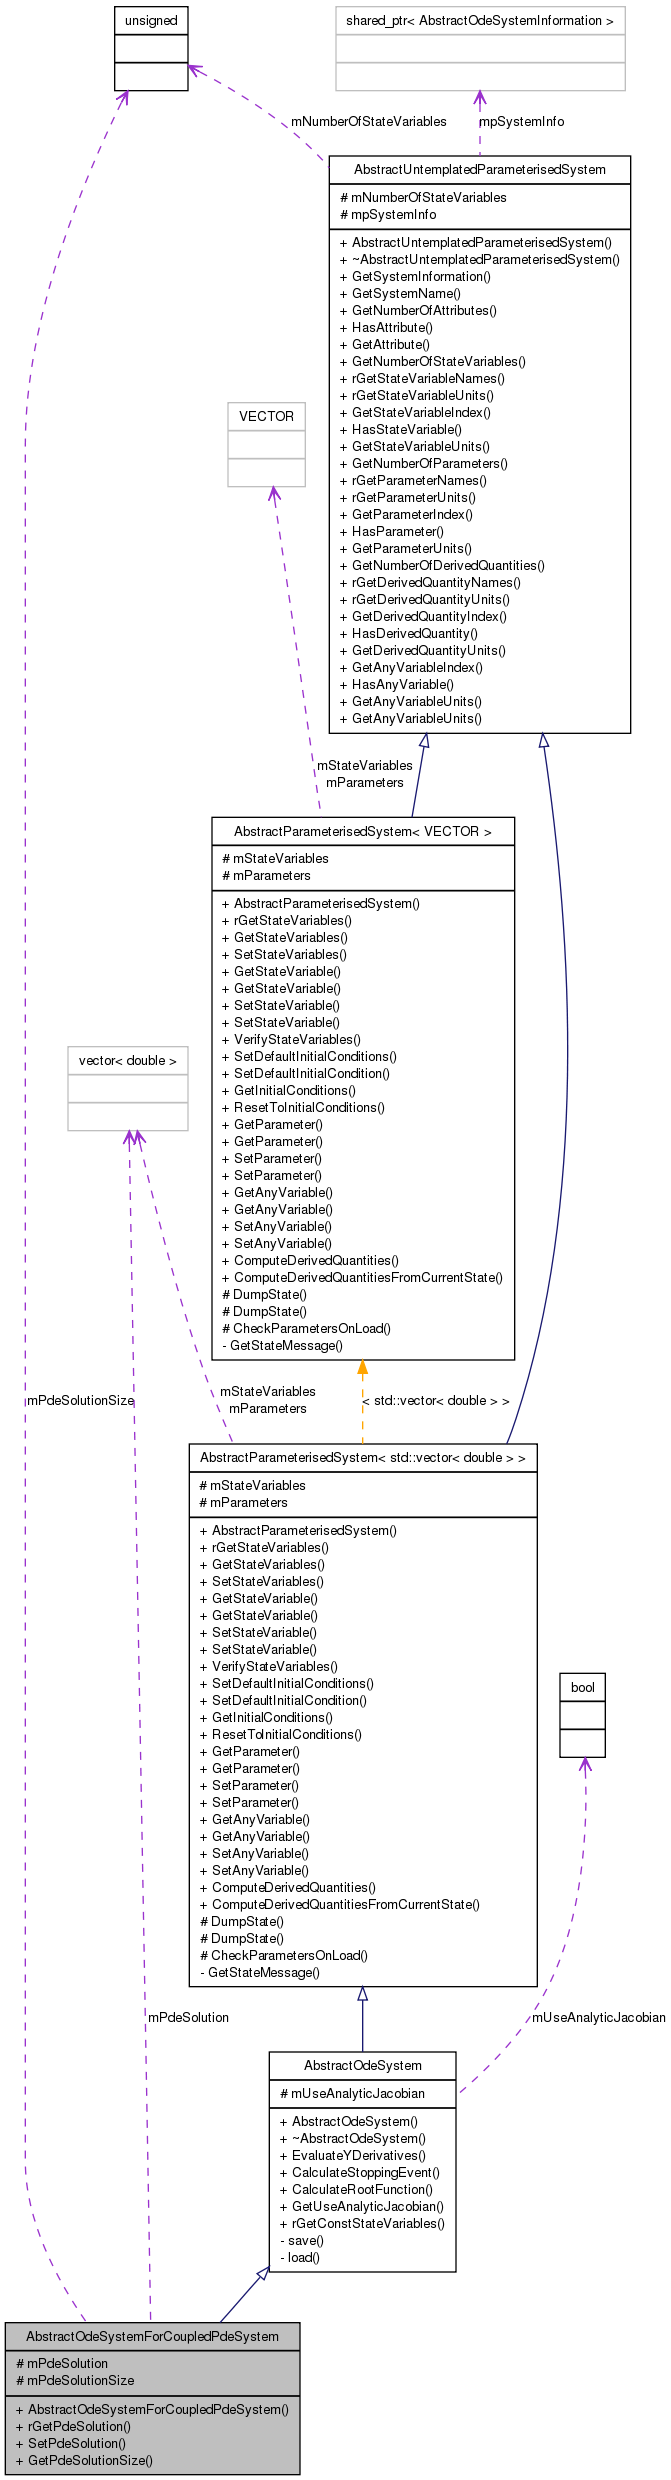 unsigned
shared_ptr< AbstractOdeSystemInformation >
mNumberOfStateVariables
mpSystemInfo
AbstractUntemplatedParameterisedSystem
# mNumberOfStateVariables
# mpSystemInfo
+ AbstractUntemplatedParameterisedSystem()
+ ~AbstractUntemplatedParameterisedSystem()
+ GetSystemInformation()
+ GetSystemName()
+ GetNumberOfAttributes()
+ HasAttribute()
+ GetAttribute()
+ GetNumberOfStateVariables()
+ rGetStateVariableNames()
+ rGetStateVariableUnits()
+ GetStateVariableIndex()
+ HasStateVariable()
+ GetStateVariableUnits()
+ GetNumberOfParameters()
+ rGetParameterNames()
+ rGetParameterUnits()
+ GetParameterIndex()
+ HasParameter()
+ GetParameterUnits()
+ GetNumberOfDerivedQuantities()
+ rGetDerivedQuantityNames()
+ rGetDerivedQuantityUnits()
+ GetDerivedQuantityIndex()
+ HasDerivedQuantity()
+ GetDerivedQuantityUnits()
+ GetAnyVariableIndex()
+ HasAnyVariable()
+ GetAnyVariableUnits()
+ GetAnyVariableUnits()
VECTOR
mStateVariables
mParameters
AbstractParameterisedSystem< VECTOR >
# mStateVariables
# mParameters
+ AbstractParameterisedSystem()
+ rGetStateVariables()
+ GetStateVariables()
+ SetStateVariables()
+ GetStateVariable()
+ GetStateVariable()
+ SetStateVariable()
+ SetStateVariable()
+ VerifyStateVariables()
+ SetDefaultInitialConditions()
+ SetDefaultInitialCondition()
+ GetInitialConditions()
+ ResetToInitialConditions()
+ GetParameter()
+ GetParameter()
+ SetParameter()
+ SetParameter()
+ GetAnyVariable()
+ GetAnyVariable()
+ SetAnyVariable()
+ SetAnyVariable()
+ ComputeDerivedQuantities()
+ ComputeDerivedQuantitiesFromCurrentState()
# DumpState()
# DumpState()
# CheckParametersOnLoad()
- GetStateMessage()
vector< double >
mPdeSolutionSize
mStateVariables
mParameters
< std::vector< double > >
AbstractParameterisedSystem< std::vector< double > >
# mStateVariables
# mParameters
+ AbstractParameterisedSystem()
+ rGetStateVariables()
+ GetStateVariables()
+ SetStateVariables()
+ GetStateVariable()
+ GetStateVariable()
+ SetStateVariable()
+ SetStateVariable()
+ VerifyStateVariables()
+ SetDefaultInitialConditions()
+ SetDefaultInitialCondition()
+ GetInitialConditions()
+ ResetToInitialConditions()
+ GetParameter()
+ GetParameter()
+ SetParameter()
+ SetParameter()
+ GetAnyVariable()
+ GetAnyVariable()
+ SetAnyVariable()
+ SetAnyVariable()
+ ComputeDerivedQuantities()
+ ComputeDerivedQuantitiesFromCurrentState()
# DumpState()
# DumpState()
# CheckParametersOnLoad()
- GetStateMessage()
bool
mPdeSolution
mUseAnalyticJacobian
AbstractOdeSystem
# mUseAnalyticJacobian
+ AbstractOdeSystem()
+ ~AbstractOdeSystem()
+ EvaluateYDerivatives()
+ CalculateStoppingEvent()
+ CalculateRootFunction()
+ GetUseAnalyticJacobian()
+ rGetConstStateVariables()
- save()
- load()
AbstractOdeSystemForCoupledPdeSystem
# mPdeSolution
# mPdeSolutionSize
+ AbstractOdeSystemForCoupledPdeSystem()
+ rGetPdeSolution()
+ SetPdeSolution()
+ GetPdeSolutionSize()